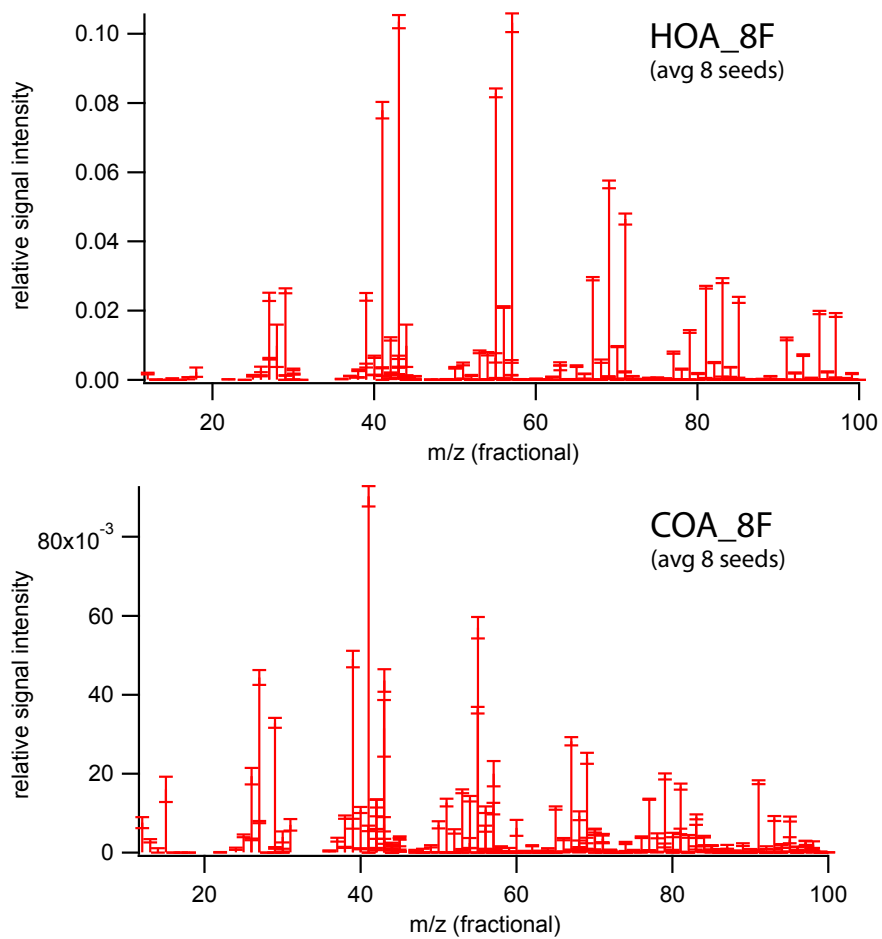 HOA_8F
(avg 8 seeds)
relative signal intensity
0.10
0.08
0.06
0.04
0.02
0.00
20 40 60 80 100
m/z (fractional)
COA_8F
(avg 8 seeds)
relative signal intensity
80x10⁻³
60
40
20
0
20 40 60 80 100
m/z (fractional)